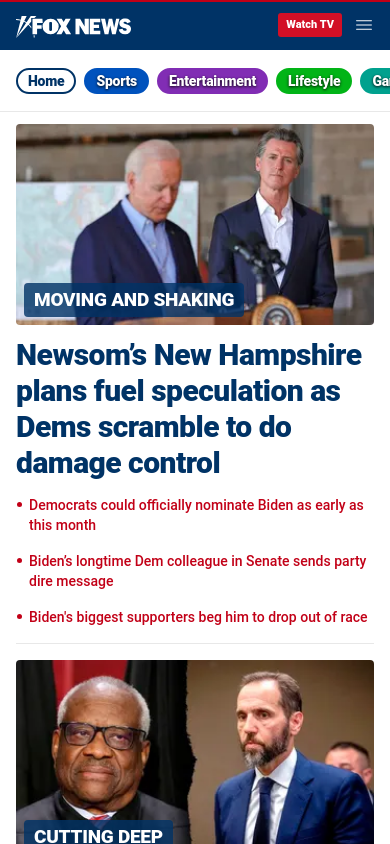 FOX NEWS
Watch TV
Home
Sports
Entertainment
Lifestyle
Ga
MOVING AND SHAKING
Newsom’s New Hampshire
plans fuel speculation as
Dems scramble to do
damage control
• Democrats could officially nominate Biden as early as
this month
• Biden’s longtime Dem colleague in Senate sends party
dire message
• Biden's biggest supporters beg him to drop out of race
CUTTING DEEP